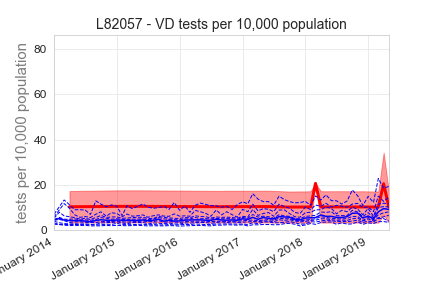 L82057 - VD tests per 10,000 population
tests per 10,000 population
80
60
40
20
0
nuary 2014
January 2015
January 2016
January 2017
January 2018
January 2019